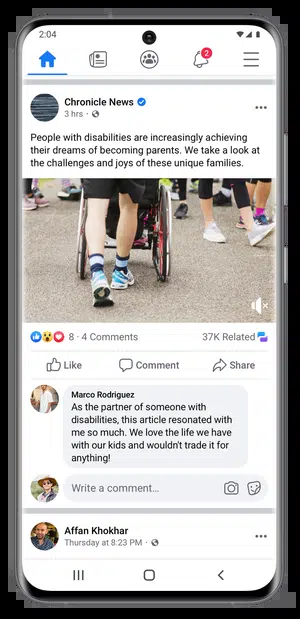 2:04
2
Chronicle News
3 hrs ·
People with disabilities are increasingly achieving
their dreams of becoming parents. We take a look at
the challenges and joys of these unique families.
8 · 4 Comments
37K Related
Like
Comment
Share
Marco Rodriguez
As the partner of someone with
disabilities, this article resonated with
me so much. We love the life we have
with our kids and wouldn't trade it for
anything!
Write a comment...
Affan Khokhar
Thursday at 8:23 PM ·